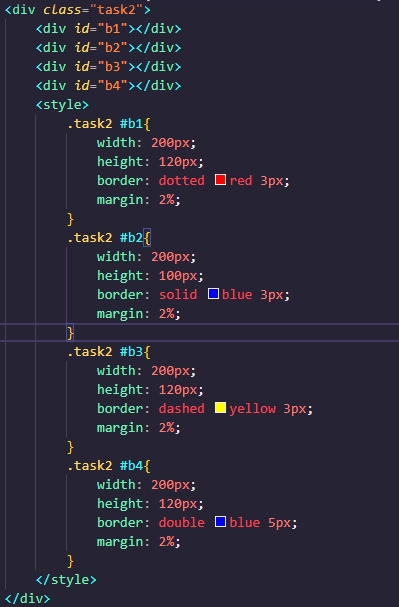 <div class="task2">
    <div id="b1"></div>
    <div id="b2"></div>
    <div id="b3"></div>
    <div id="b4"></div>
    <style>
        .task2 #b1{
            width: 200px;
            height: 120px;
            border: dotted red 3px;
            margin: 2%;
        }
        .task2 #b2{
            width: 200px;
            height: 100px;
            border: solid blue 3px;
            margin: 2%;
        }
        .task2 #b3{
            width: 200px;
            height: 120px;
            border: dashed yellow 3px;
            margin: 2%;
        }
        .task2 #b4{
            width: 200px;
            height: 120px;
            border: double blue 5px;
            margin: 2%;
        }
    </style>
</div>